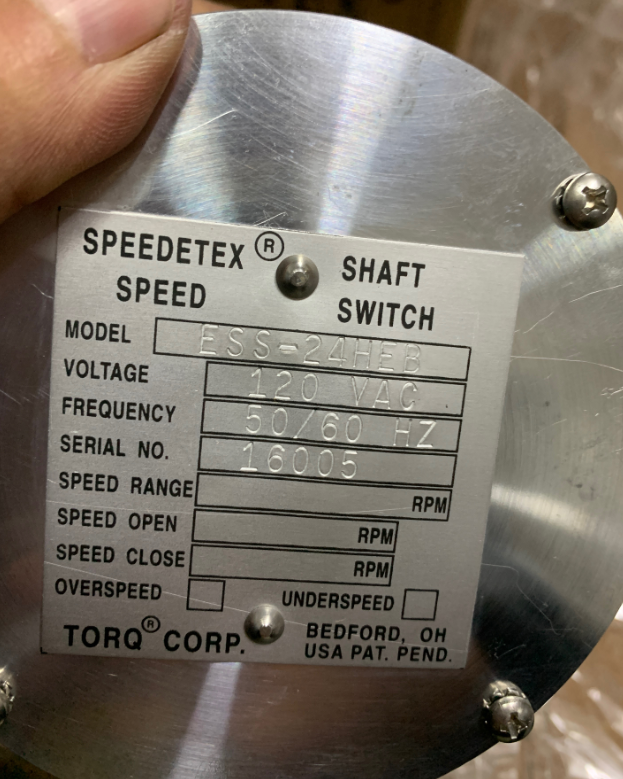 SPEEDETEX ® SHAFT
SPEED SWITCH
MODEL ESS-24HEB
VOLTAGE 120 VAC
FREQUENCY 50/60 HZ
SERIAL NO. 16005
SPEED RANGE RPM
SPEED OPEN RPM
SPEED CLOSE RPM
OVERSPEED UNDERSPEED
TORQ® CORP. BEDFORD, OH
USA PAT. PEND.